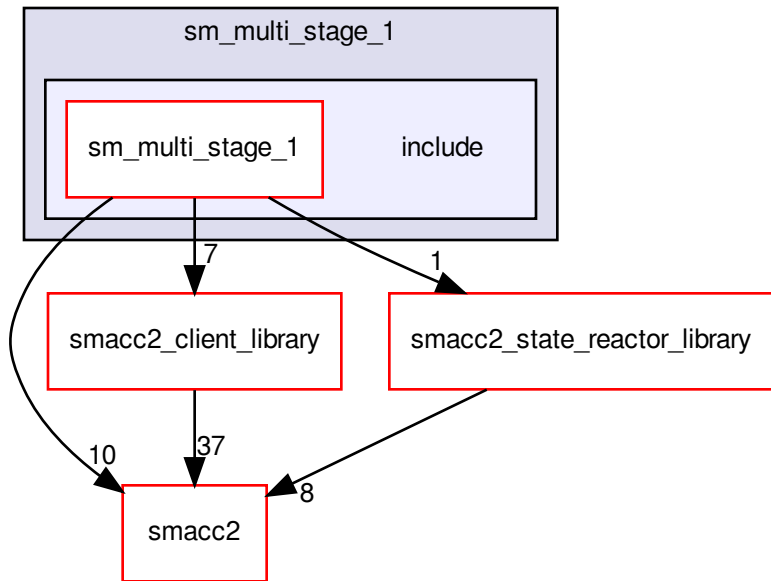 sm_multi_stage_1
sm_multi_stage_1
include
7
1
smacc2_client_library
smacc2_state_reactor_library
10
37
8
smacc2